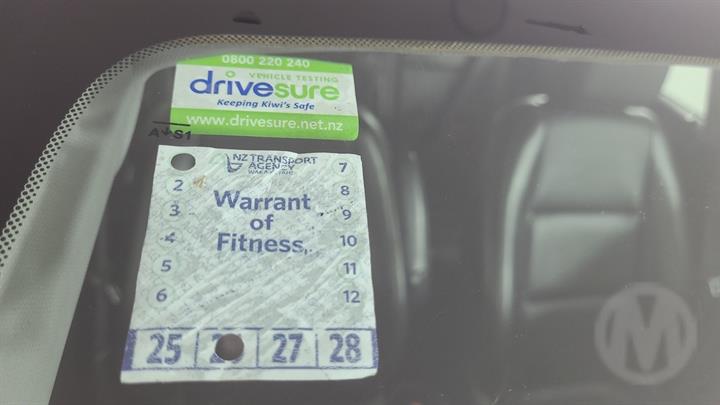 0800 220 240
VEHICLE TESTING
drivesure
Keeping Kiwi's Safe
www.drivesure.net.nz
A S1
NZ TRANSPORT
AGENCY
Warrant
of
Fitness
2
3
4
5
6
7
8
9
10
11
12
25 27 28
M